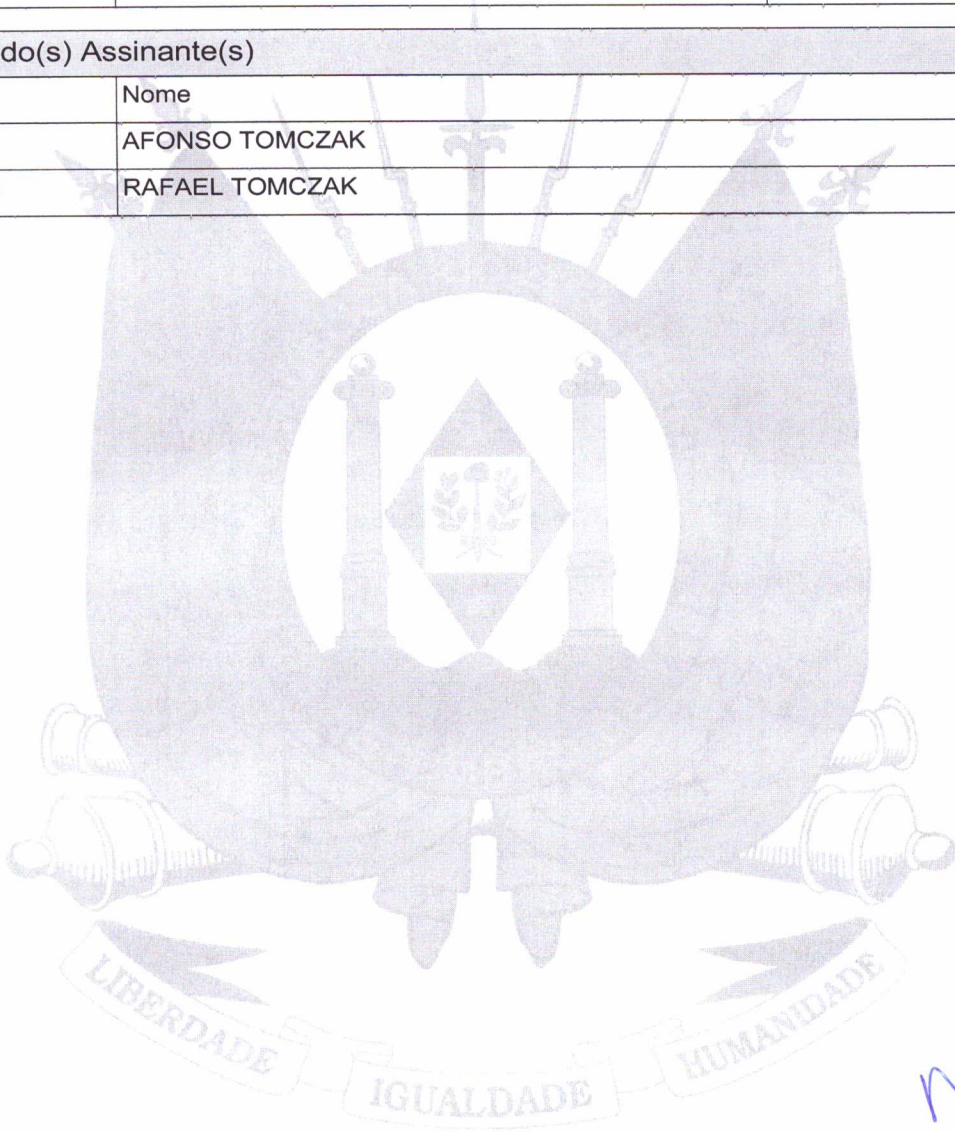 do(s) Assinante(s)
Nome
AFONSO TOMCZAK
RAFAEL TOMCZAK
LIBERDADE
IGUALDADE
HUMANIDADE